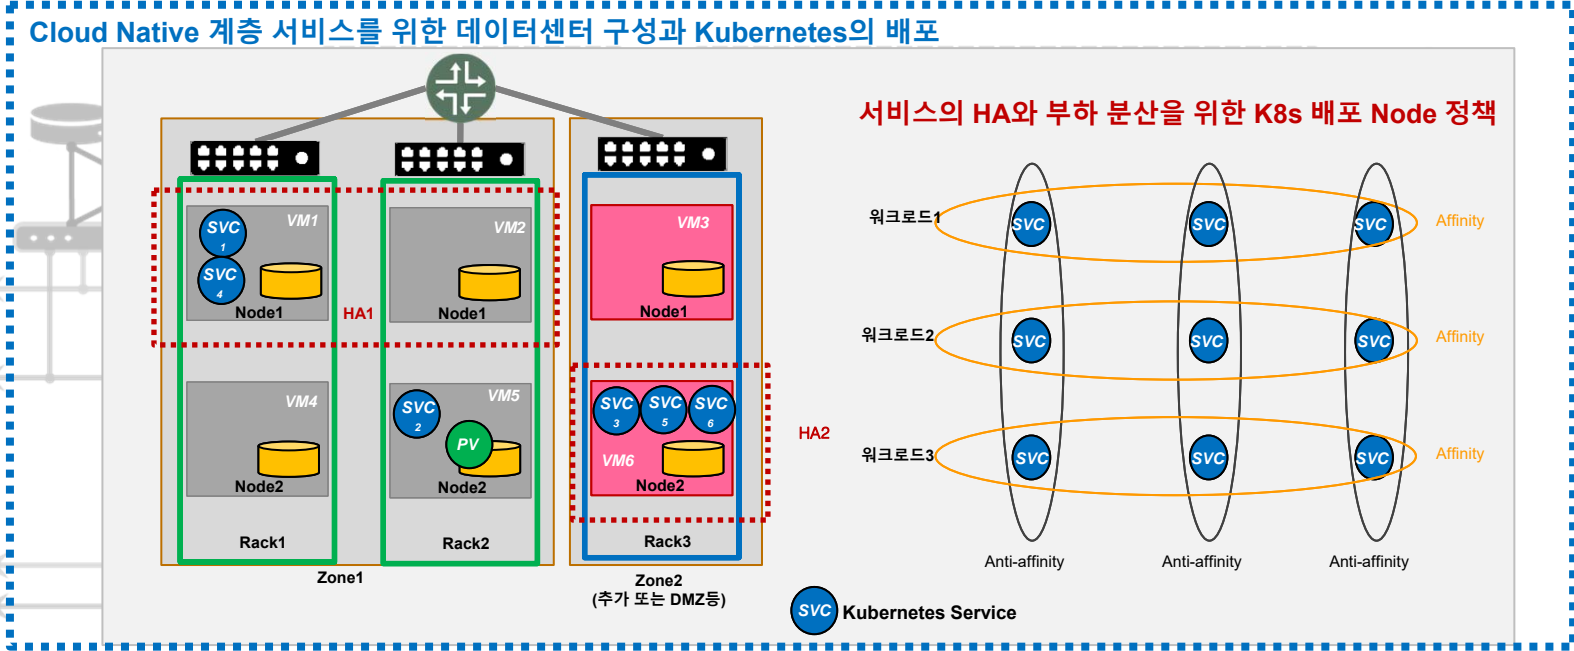 Cloud Native 계층 서비스를 위한 데이터센터 구성과 Kubernetes의 배포
서비스의 HA와 부하 분산을 위한 K8s 배포 Node 정책
SVC
1
SVC
4
VM1
Node1
HA1
VM2
Node1
VM3
Node1
VM4
Node2
SVC
2
VM5
PV
Node2
SVC
3
SVC
5
SVC
6
VM6
Node2
HA2
Rack1
Rack2
Rack3
Zone1
Zone2
(추가 또는 DMZ등)
워크로드1
SVC
SVC
SVC
Affinity
워크로드2
SVC
SVC
SVC
Affinity
워크로드3
SVC
SVC
SVC
Affinity
Anti-affinity
Anti-affinity
Anti-affinity
SVC
Kubernetes Service